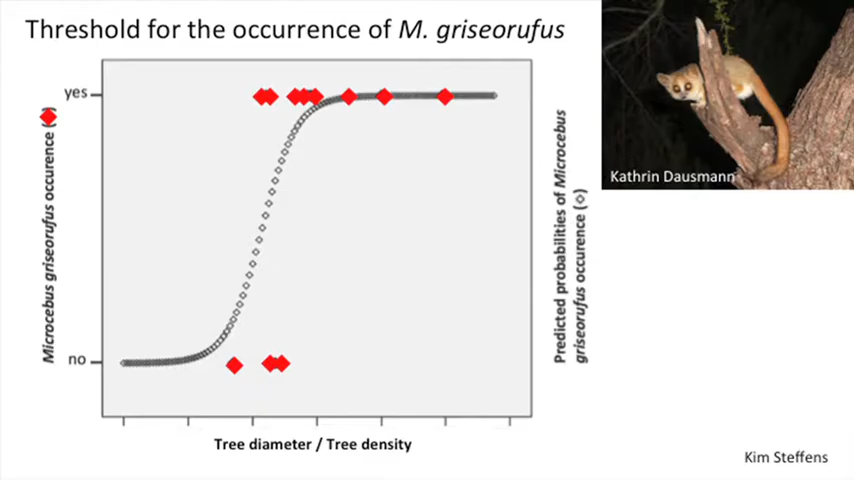 Threshold for the occurrence of M. griseorufus
yes
no
Microcebus griseorufus occurence (
Tree diameter / Tree density
Predicted probabilities of Microcebus
griseorufus occurence (◇)
Kathrin Dausmann
Kim Steffens